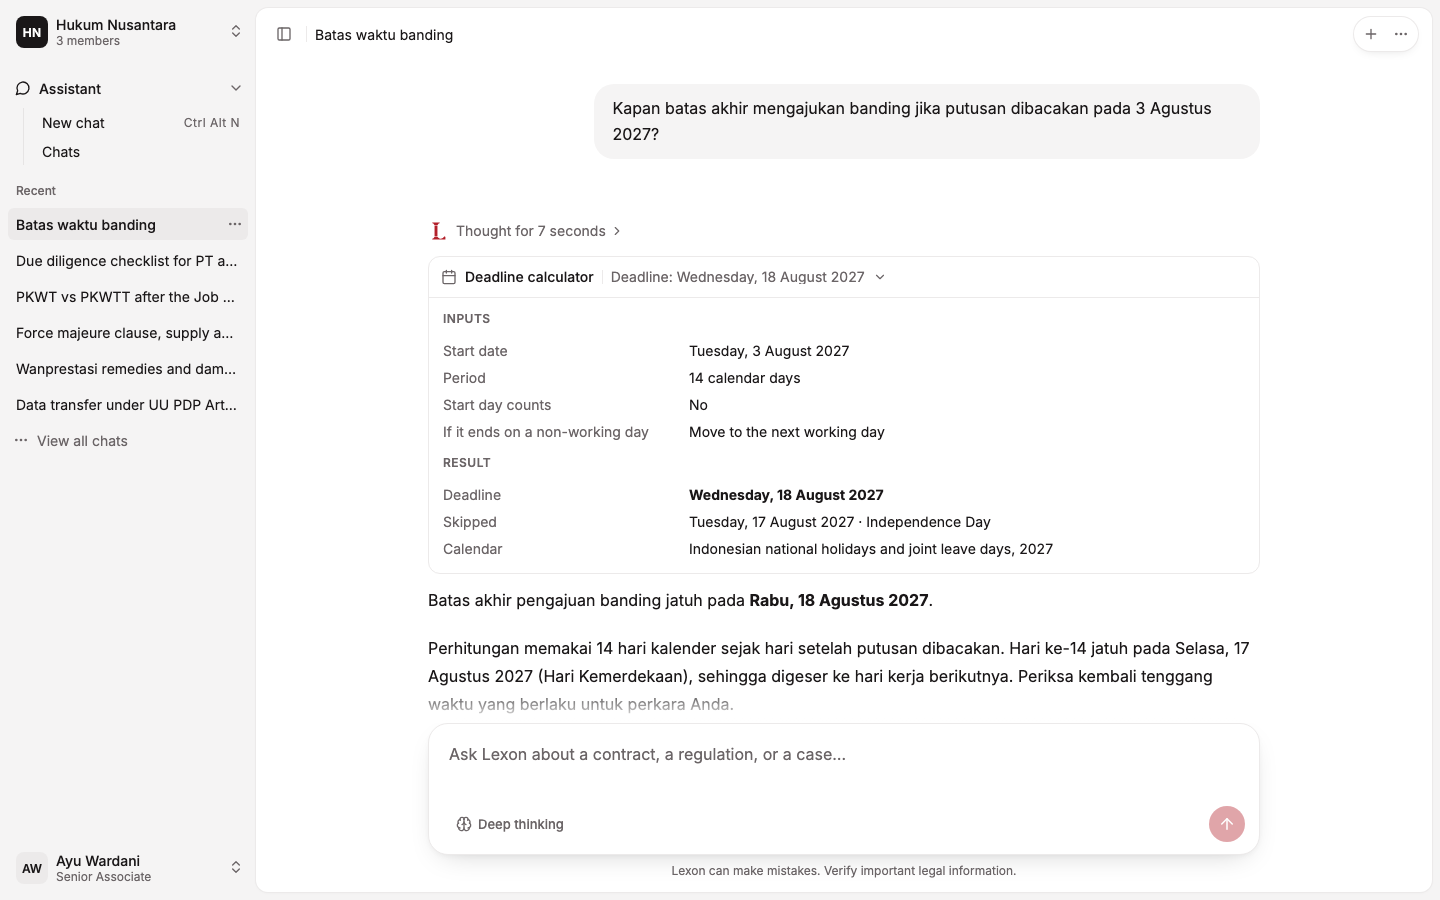 HN
Hukum Nusantara
3 members
Assistant
New chat
Ctrl Alt N
Chats
Recent
Batas waktu banding
Due diligence checklist for PT a...
PKWT vs PKWTT after the Job ...
Force majeure clause, supply a...
Wanprestasi remedies and dam...
Data transfer under UU PDP Art...
View all chats
AW
Ayu Wardani
Senior Associate
Batas waktu banding
Kapan batas akhir mengajukan banding jika putusan dibacakan pada 3 Agustus
2027?
L
Thought for 7 seconds
Deadline calculator
Deadline: Wednesday, 18 August 2027
INPUTS
Start date
Tuesday, 3 August 2027
Period
14 calendar days
Start day counts
No
If it ends on a non-working day
Move to the next working day
RESULT
Deadline
Wednesday, 18 August 2027
Skipped
Tuesday, 17 August 2027 · Independence Day
Calendar
Indonesian national holidays and joint leave days, 2027
Batas akhir pengajuan banding jatuh pada Rabu, 18 Agustus 2027.
Perhitungan memakai 14 hari kalender sejak hari setelah putusan dibacakan. Hari ke-14 jatuh pada Selasa, 17
Agustus 2027 (Hari Kemerdekaan), sehingga digeser ke hari kerja berikutnya. Periksa kembali tenggang
waktu yang berlaku untuk perkara Anda.
Ask Lexon about a contract, a regulation, or a case...
Deep thinking
Lexon can make mistakes. Verify important legal information.